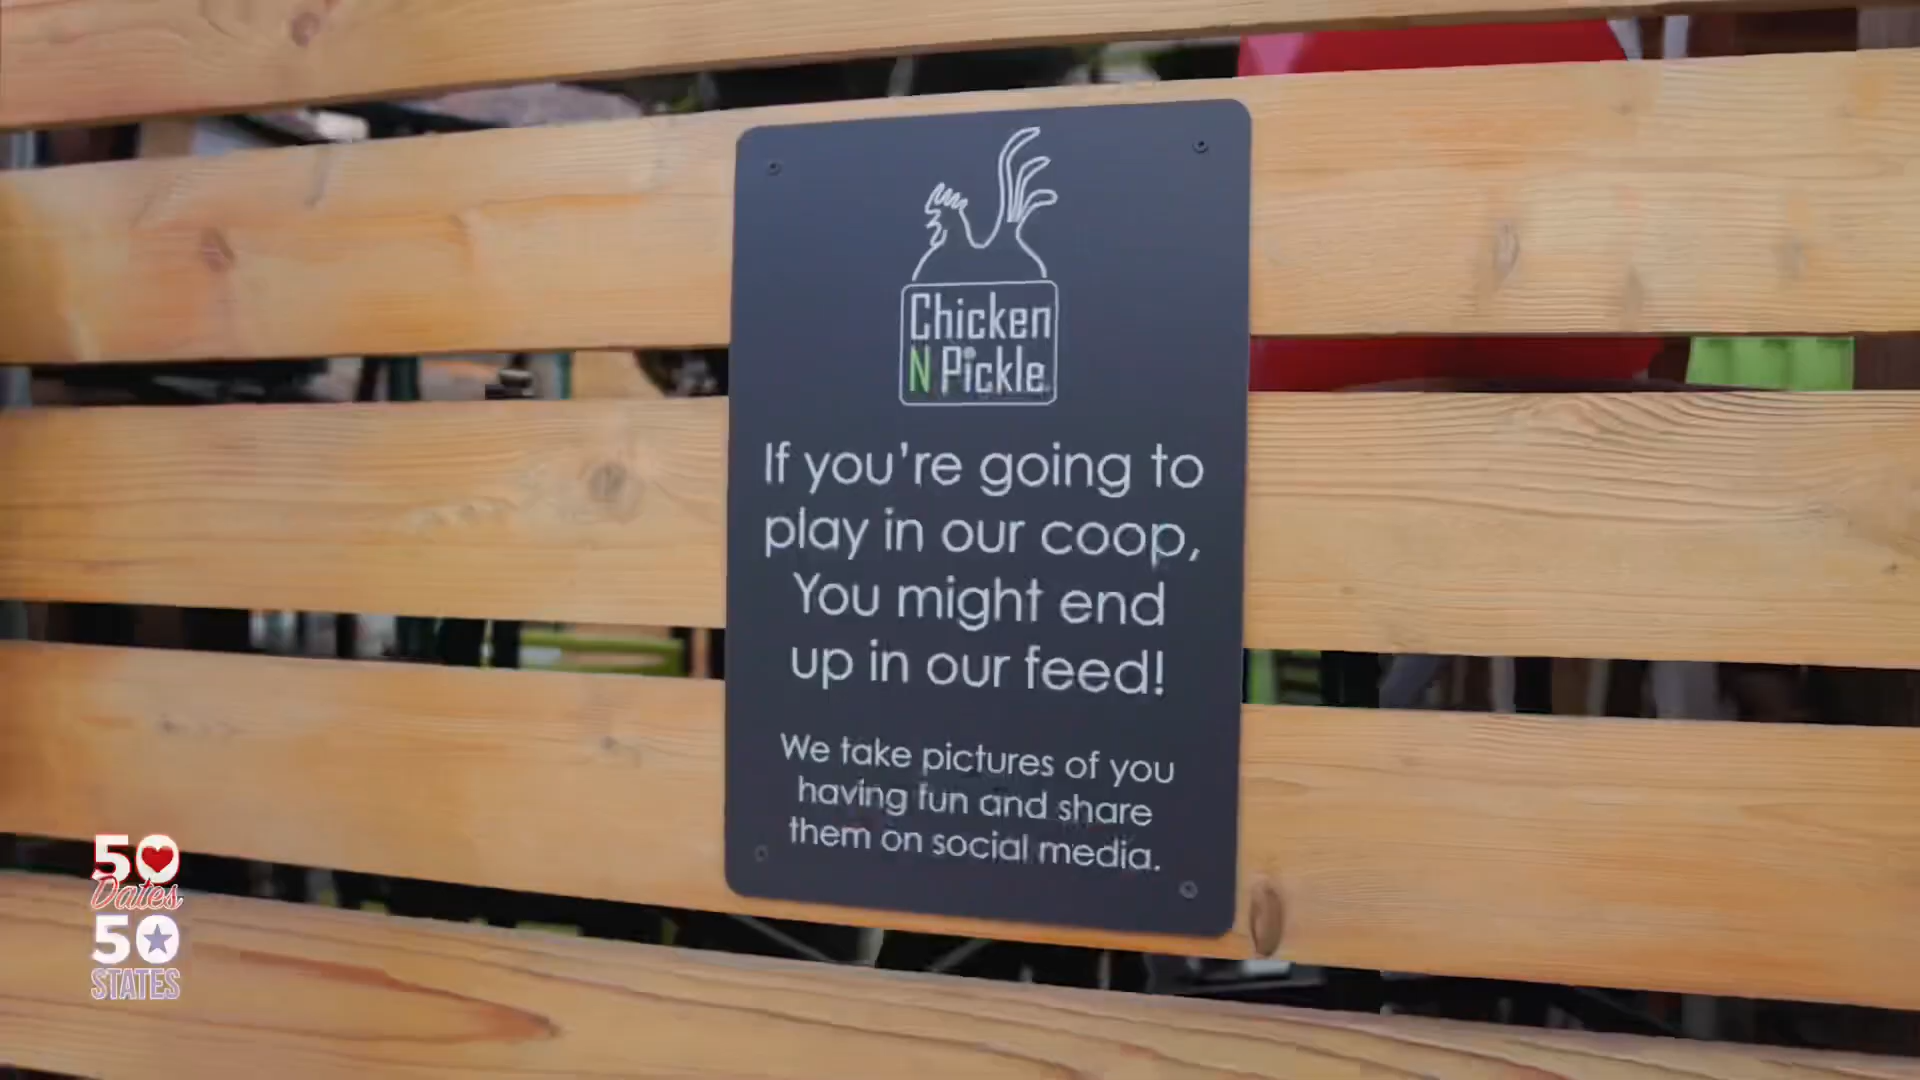 Chicken
N Pickle
If you're going to
play in our coop,
You might end
up in our feed!
We take pictures of you
having fun and share
them on social media.
50
Dates
50
STATES